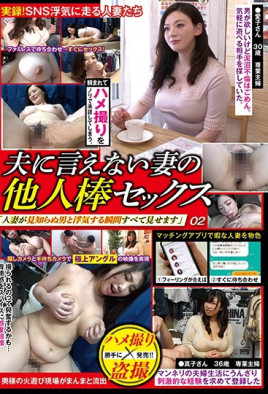 実録!SNS浮気に走る人妻たち
ファミレスで待ち合わせ→すぐにセックス!
●愛子さん 30歳 専業主婦
男が欲しいけど泥沼不倫はごめん。
気軽に遊べる相手を探していた。
頼まれて
ハメ撮りを
夫に言えない妻の
他人棒セックス
02
「人妻が見知らぬ男と浮気する瞬間すべて見せます」
隠しカメラと手持ちカメラで
極上アングルの映像を実現
マッチングアプリで暇な人妻を物色
①フィーリングが合えば
②すぐに待ち合わせ
ハメ撮り×盗撮
勝手に発売!!
奥様の火遊び現場がまんまと流出
36歳 専業主婦
マンネリの夫婦生活にうんざり
刺激的な経験を求めて登録した